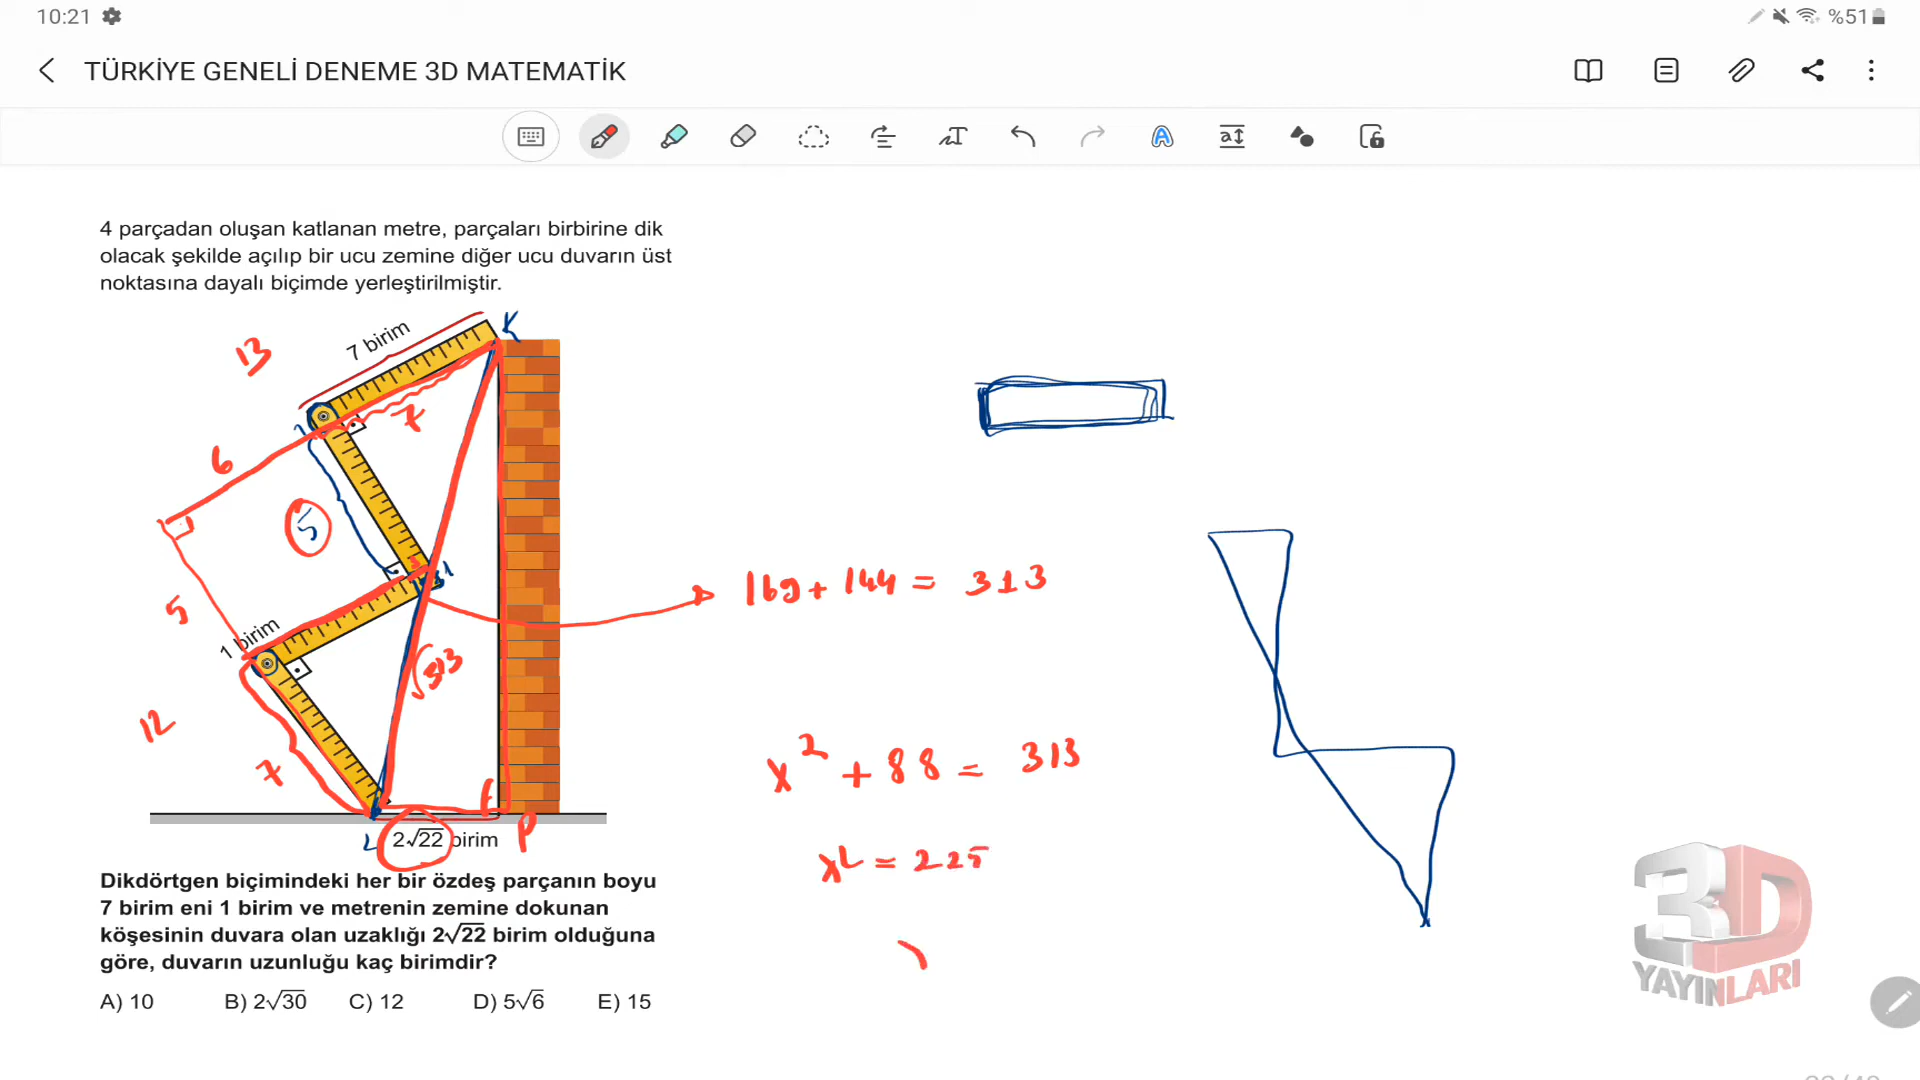 10:21
%51
TÜRKİYE GENELİ DENEME 3D MATEMATİK
4 parçadan oluşan katlanan metre, parçaları birbirine dik
olacak şekilde açılıp bir ucu zemine diğer ucu duvarın üst
noktasına dayalı biçimde yerleştirilmiştir.
K
7 birim
13
7
6
5
5
1
1 birim
169 + 144 = 313
√313
12
7
x² + 88 = 313
L
2√22 birim
P
x² = 225
Dikdörtgen biçimindeki her bir özdeş parçanın boyu
7 birim eni 1 birim ve metrenin zemine dokunan
köşesinin duvara olan uzaklığı 2√22 birim olduğuna
göre, duvarın uzunluğu kaç birimdir?
A) 10 B) 2√30 C) 12 D) 5√6 E) 15
3D
YAYINLARI